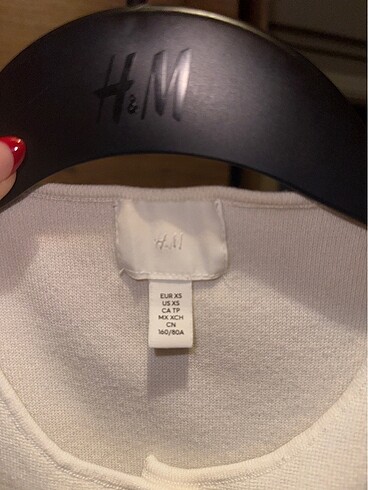 H&M
H&M
EUR XS
US XS
CA TP
MX XCH
CN
160/80A